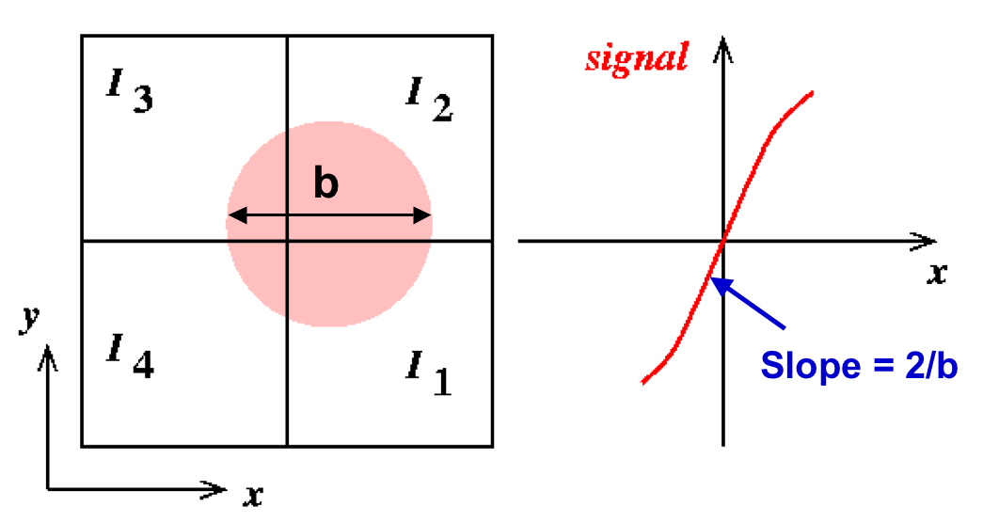 I 3
I 2
b
I 4
I 1
y
x
signal
x
Slope = 2/b